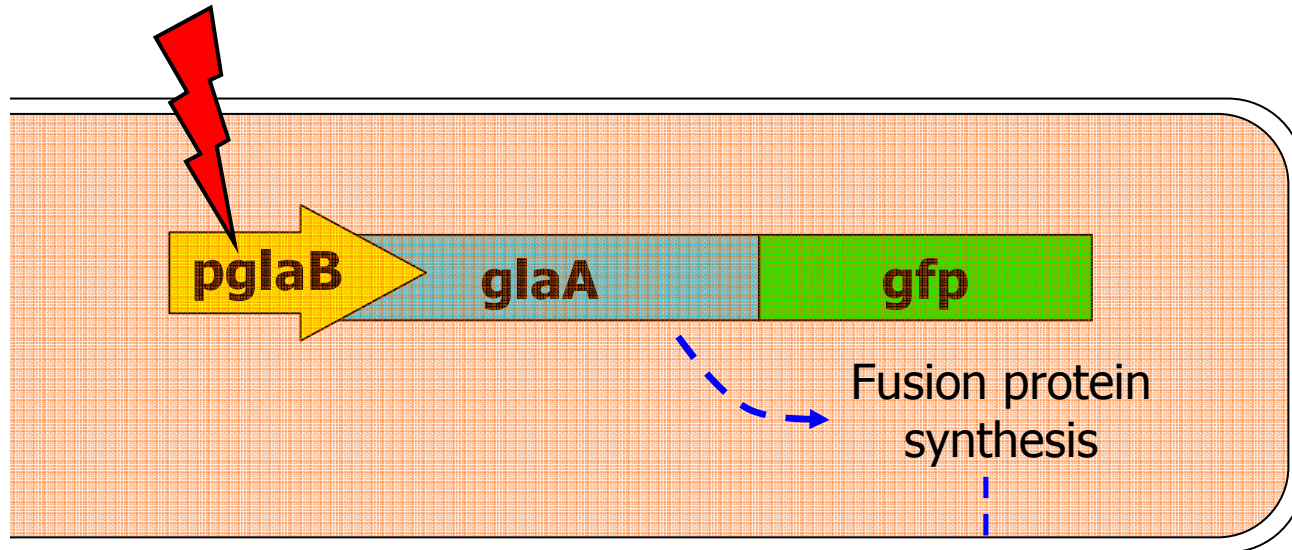 pglaB
glaA
gfp
Fusion protein
synthesis